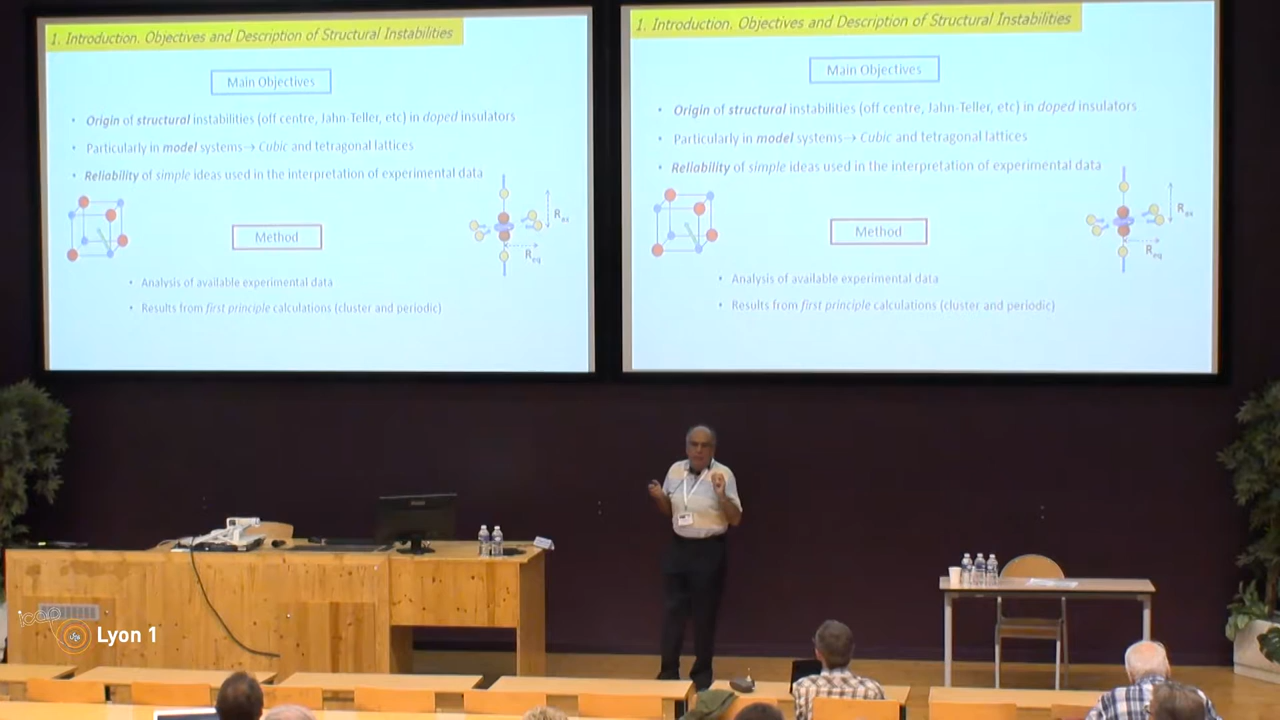 1. Introduction. Objectives and Description of Structural Instabilities
Main Objectives
• Origin of structural instabilities (off centre, Jahn-Teller, etc) in doped insulators
• Particularly in model systems→ Cubic and tetragonal lattices
• Reliability of simple ideas used in the interpretation of experimental data
Rax
Req
Method
• Analysis of available experimental data
• Results from first principle calculations (cluster and periodic)
1. Introduction. Objectives and Description of Structural Instabilities
Main Objectives
• Origin of structural instabilities (off centre, Jahn-Teller, etc) in doped insulators
• Particularly in model systems→ Cubic and tetragonal lattices
• Reliability of simple ideas used in the interpretation of experimental data
Rax
Req
Method
• Analysis of available experimental data
• Results from first principle calculations (cluster and periodic)
icap
Lyon 1